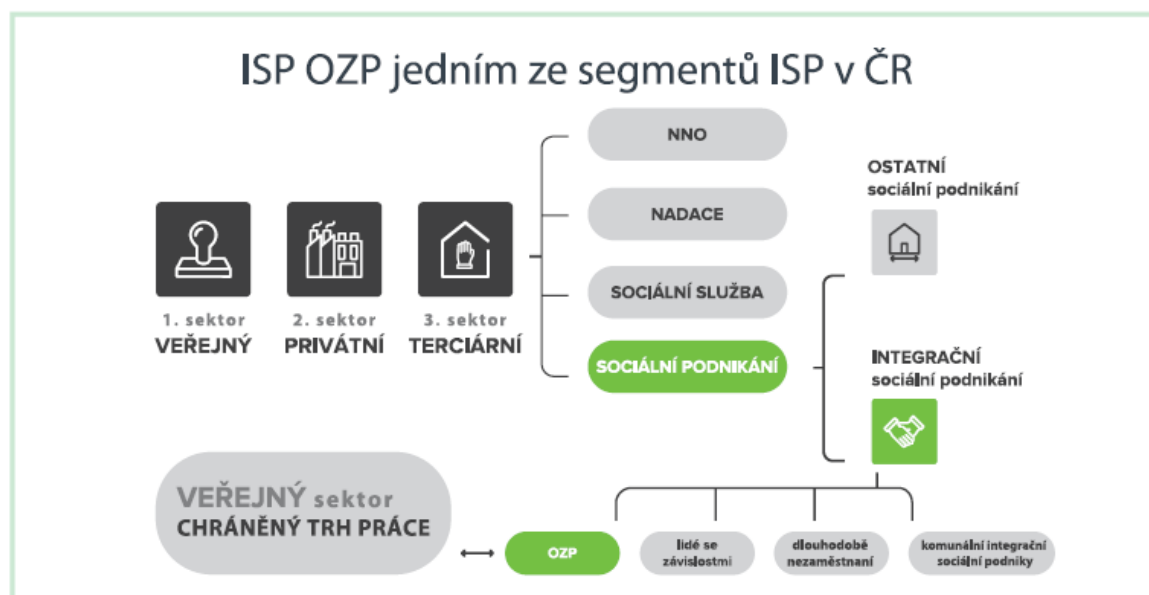 ISP OZP jedním ze segmentů ISP v ČR
NNO
NADACE
SOCIÁLNÍ SLUŽBA
SOCIÁLNÍ PODNIKÁNÍ
1. sektor
VEŘEJNÝ
2. sektor
PRIVÁTNÍ
3. sektor
TERCIÁRNÍ
OSTATNÍ
sociální podnikání
INTEGRAČNÍ
sociální podnikání
VEŘEJNÝ sektor
CHRÁNĚNÝ TRH PRÁCE
OZP
lidé se
závislostmi
dlouhodobě
nezaměstnaní
komunální integrační
sociální podniky